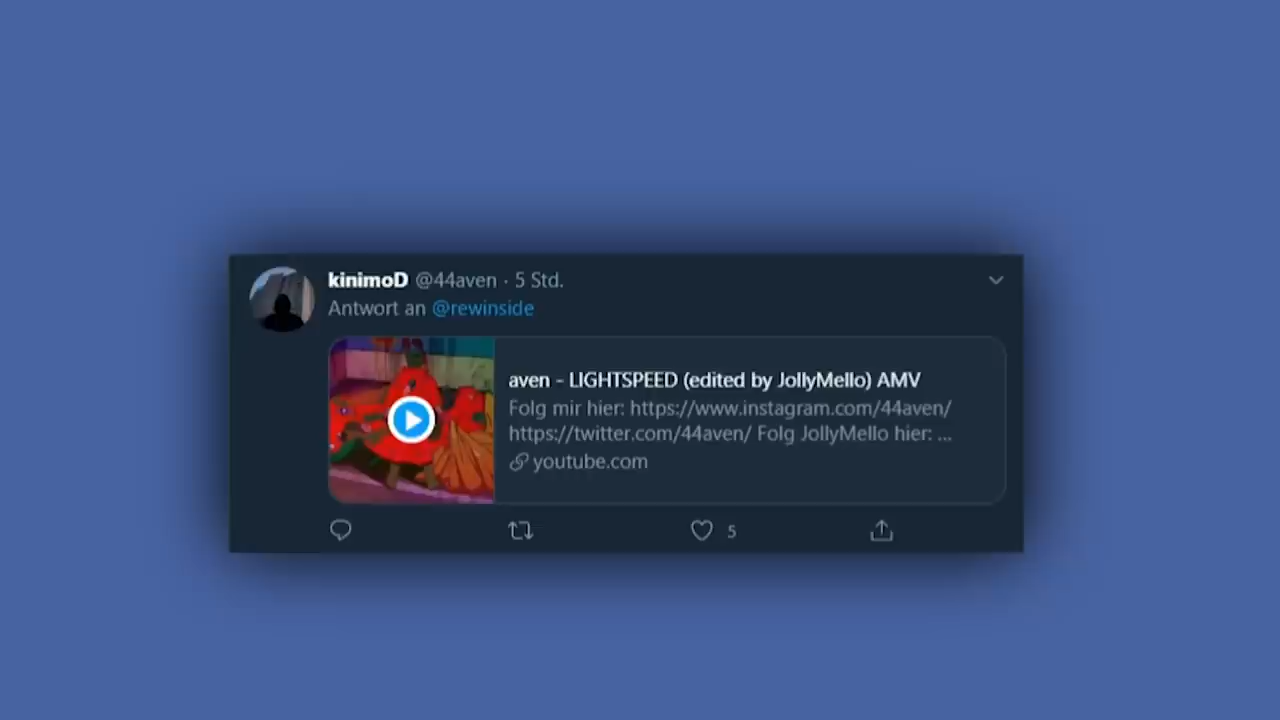 kinimoD @44aven · 5 Std.
Antwort an @rewinside
aven - LIGHTSPEED (edited by JollyMello) AMV
Folg mir hier: https://www.instagram.com/44aven/
https://twitter.com/44aven/ Folg JollyMello hier: ...
youtube.com
5